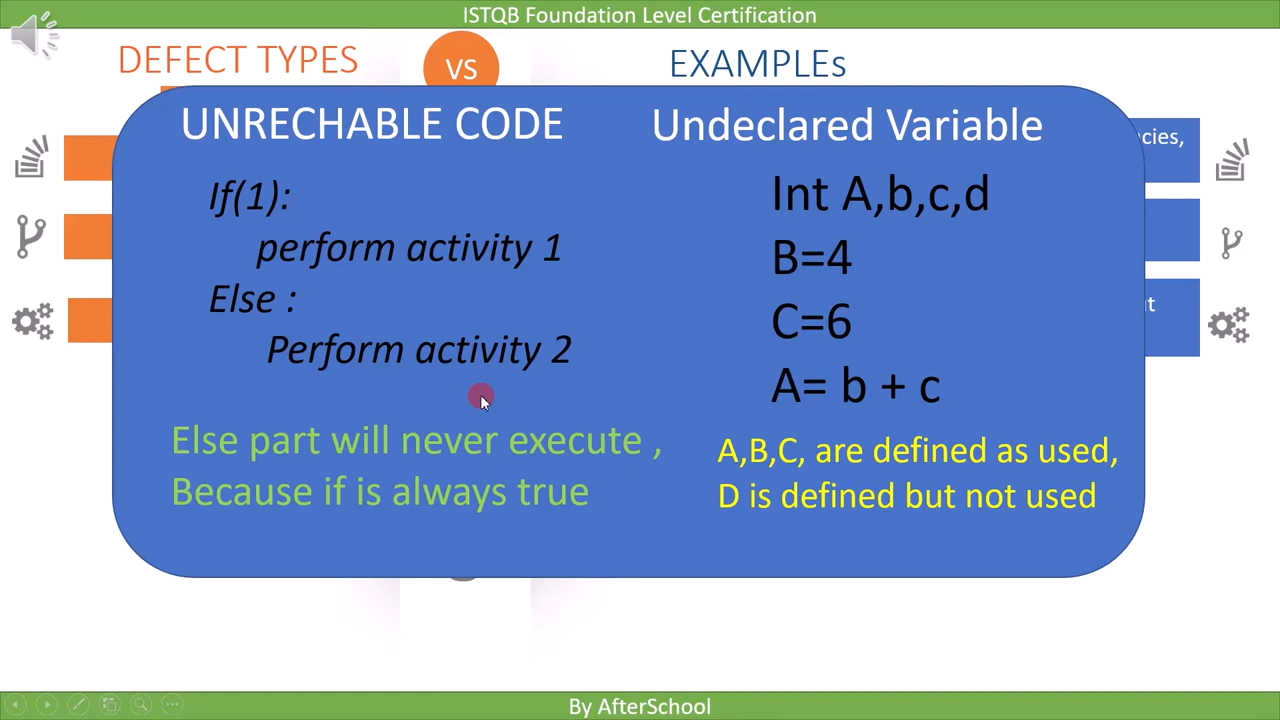 ISTQB Foundation Level Certification
DEFECT TYPES
VS
EXAMPLEs
UNRECHABLE CODE
If(1):
perform activity 1
Else :
Perform activity 2
Else part will never execute ,
Because if is always true
Undeclared Variable
Int A,b,c,d
B=4
C=6
A= b + c
A,B,C, are defined as used,
D is defined but not used
By AfterSchool